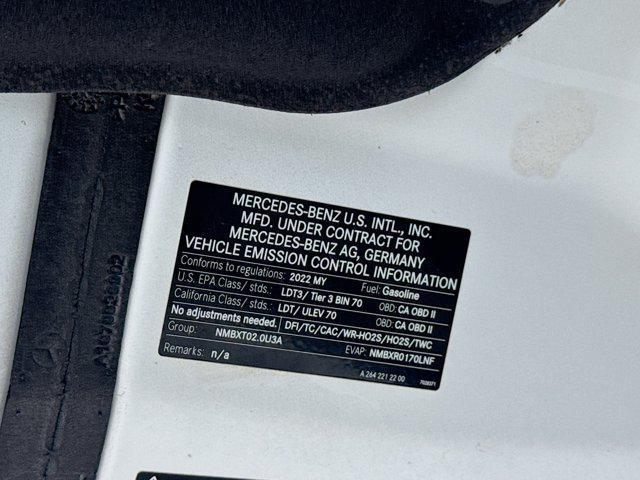 MERCEDES-BENZ U.S. INTL., INC.
MFD. UNDER CONTRACT FOR
MERCEDES-BENZ AG, GERMANY
VEHICLE EMISSION CONTROL INFORMATION
Conforms to regulations: 2022 MY Fuel: Gasoline
U.S. EPA Class/ stds.: LDT3/ Tier 3 BIN 70 OBD: CA OBD II
California Class/ stds.: LDT/ ULEV 70 OBD: CA OBD II
No adjustments needed. DFI/TC/CAC/WR-HO2S/HO2S/TWC
Group: NMBXT02.0U3A EVAP: NMBXR0170LNF
Remarks: n/a
A 264 221 22 00